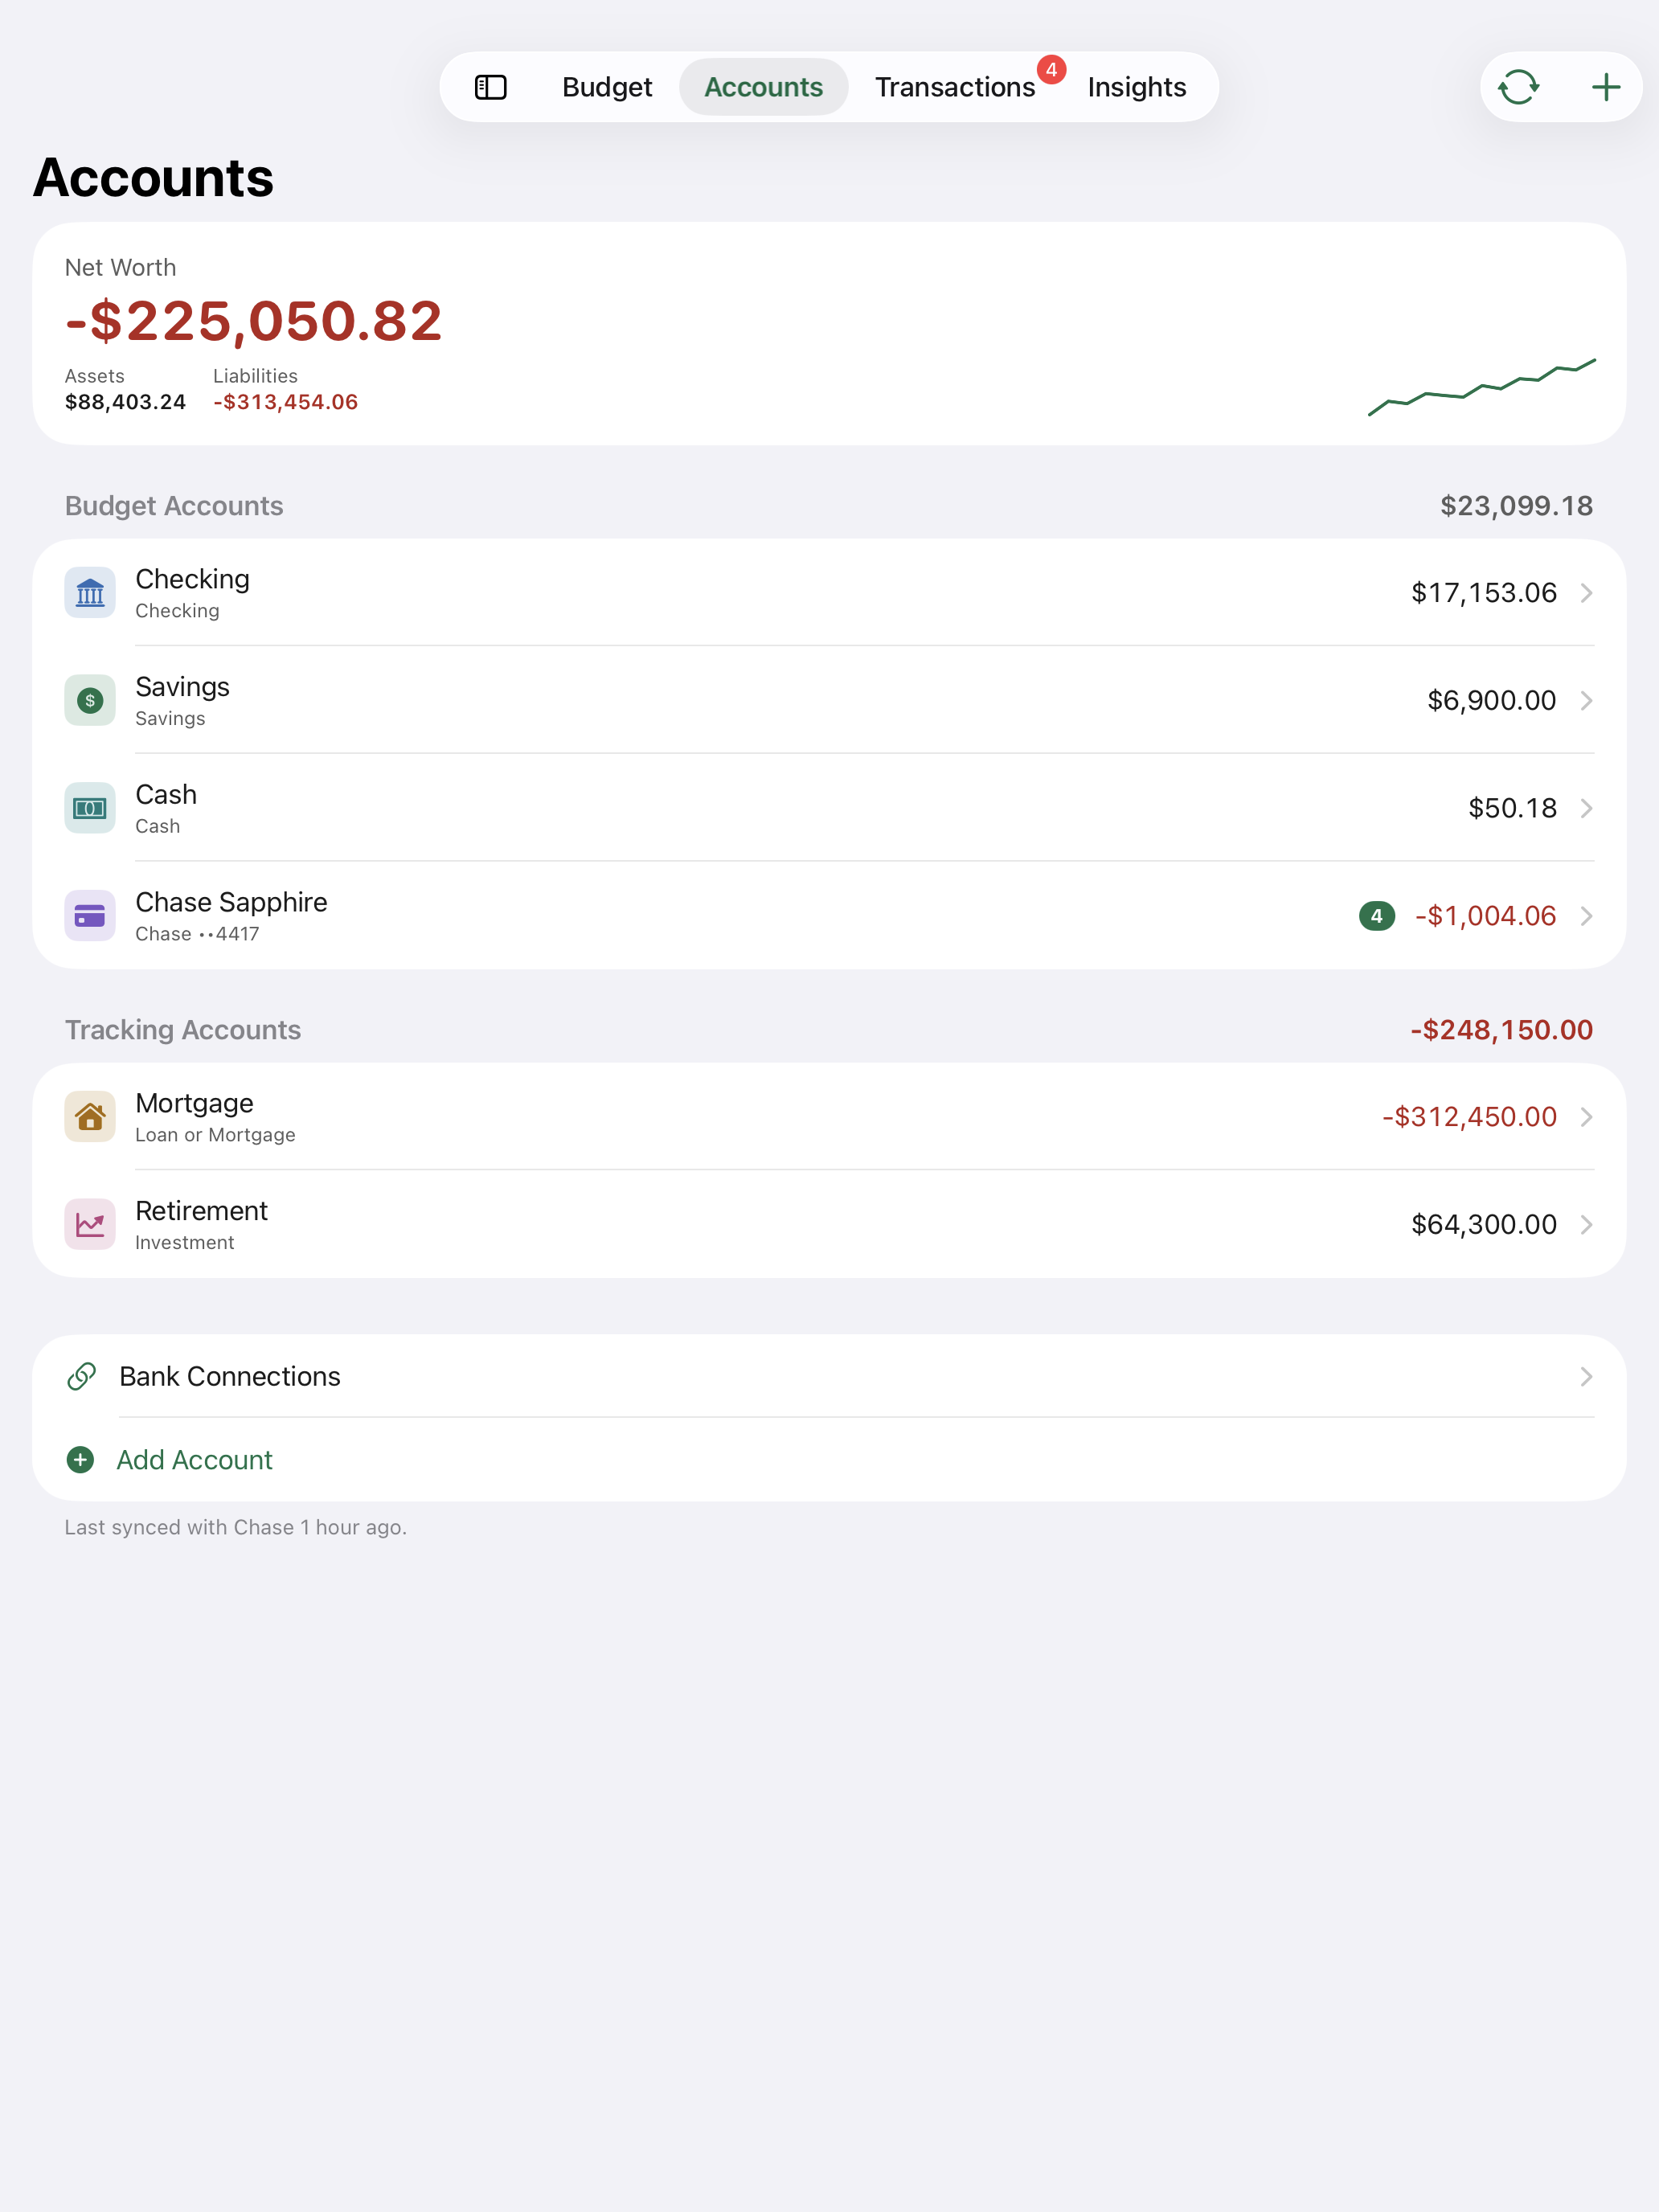 Budget Accounts Transactions 4 Insights
Accounts
Net Worth
-$225,050.82
Assets Liabilities
$88,403.24 -$313,454.06
Budget Accounts $23,099.18
Checking
Checking
$17,153.06
Savings
Savings
$6,900.00
Cash
Cash
$50.18
Chase Sapphire
Chase ••4417
4 -$1,004.06
Tracking Accounts -$248,150.00
Mortgage
Loan or Mortgage
-$312,450.00
Retirement
Investment
$64,300.00
Bank Connections
Add Account
Last synced with Chase 1 hour ago.